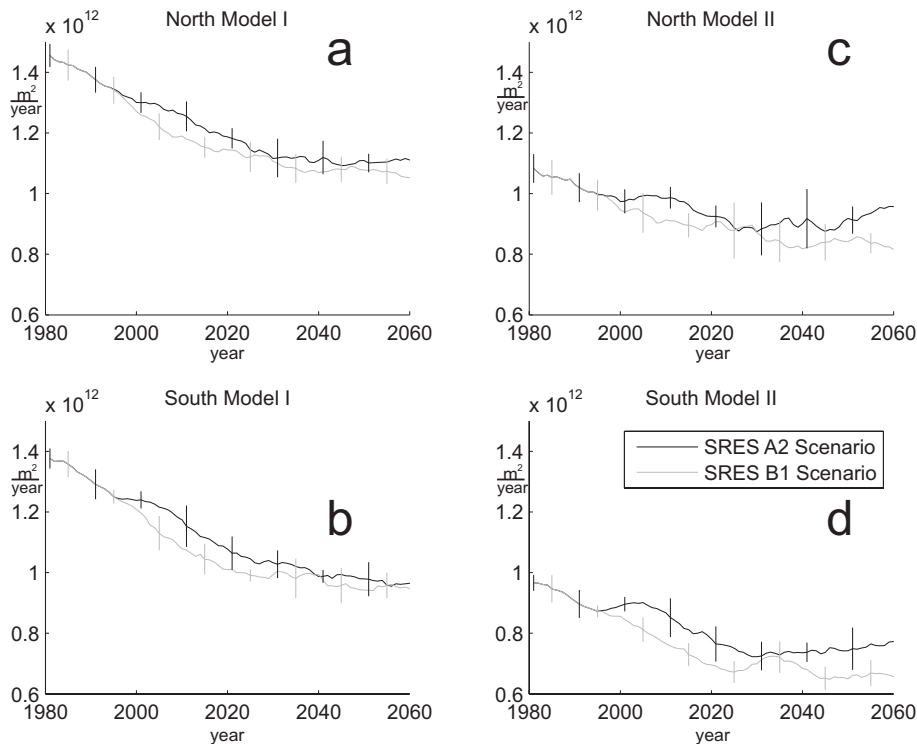 North Model I
x 10^12
a
1.4
m^2
year
1.2
1
0.8
0.6
1980 2000 2020 2040 2060
year
North Model II
x 10^12
c
1.4
m^2
year
1.2
1
0.8
0.6
1980 2000 2020 2040 2060
year
South Model I
x 10^12
b
1.4
m^2
year
1.2
1
0.8
0.6
1980 2000 2020 2040 2060
year
South Model II
x 10^12
SRES A2 Scenario
SRES B1 Scenario
d
1.4
m^2
year
1.2
1
0.8
0.6
1980 2000 2020 2040 2060
year